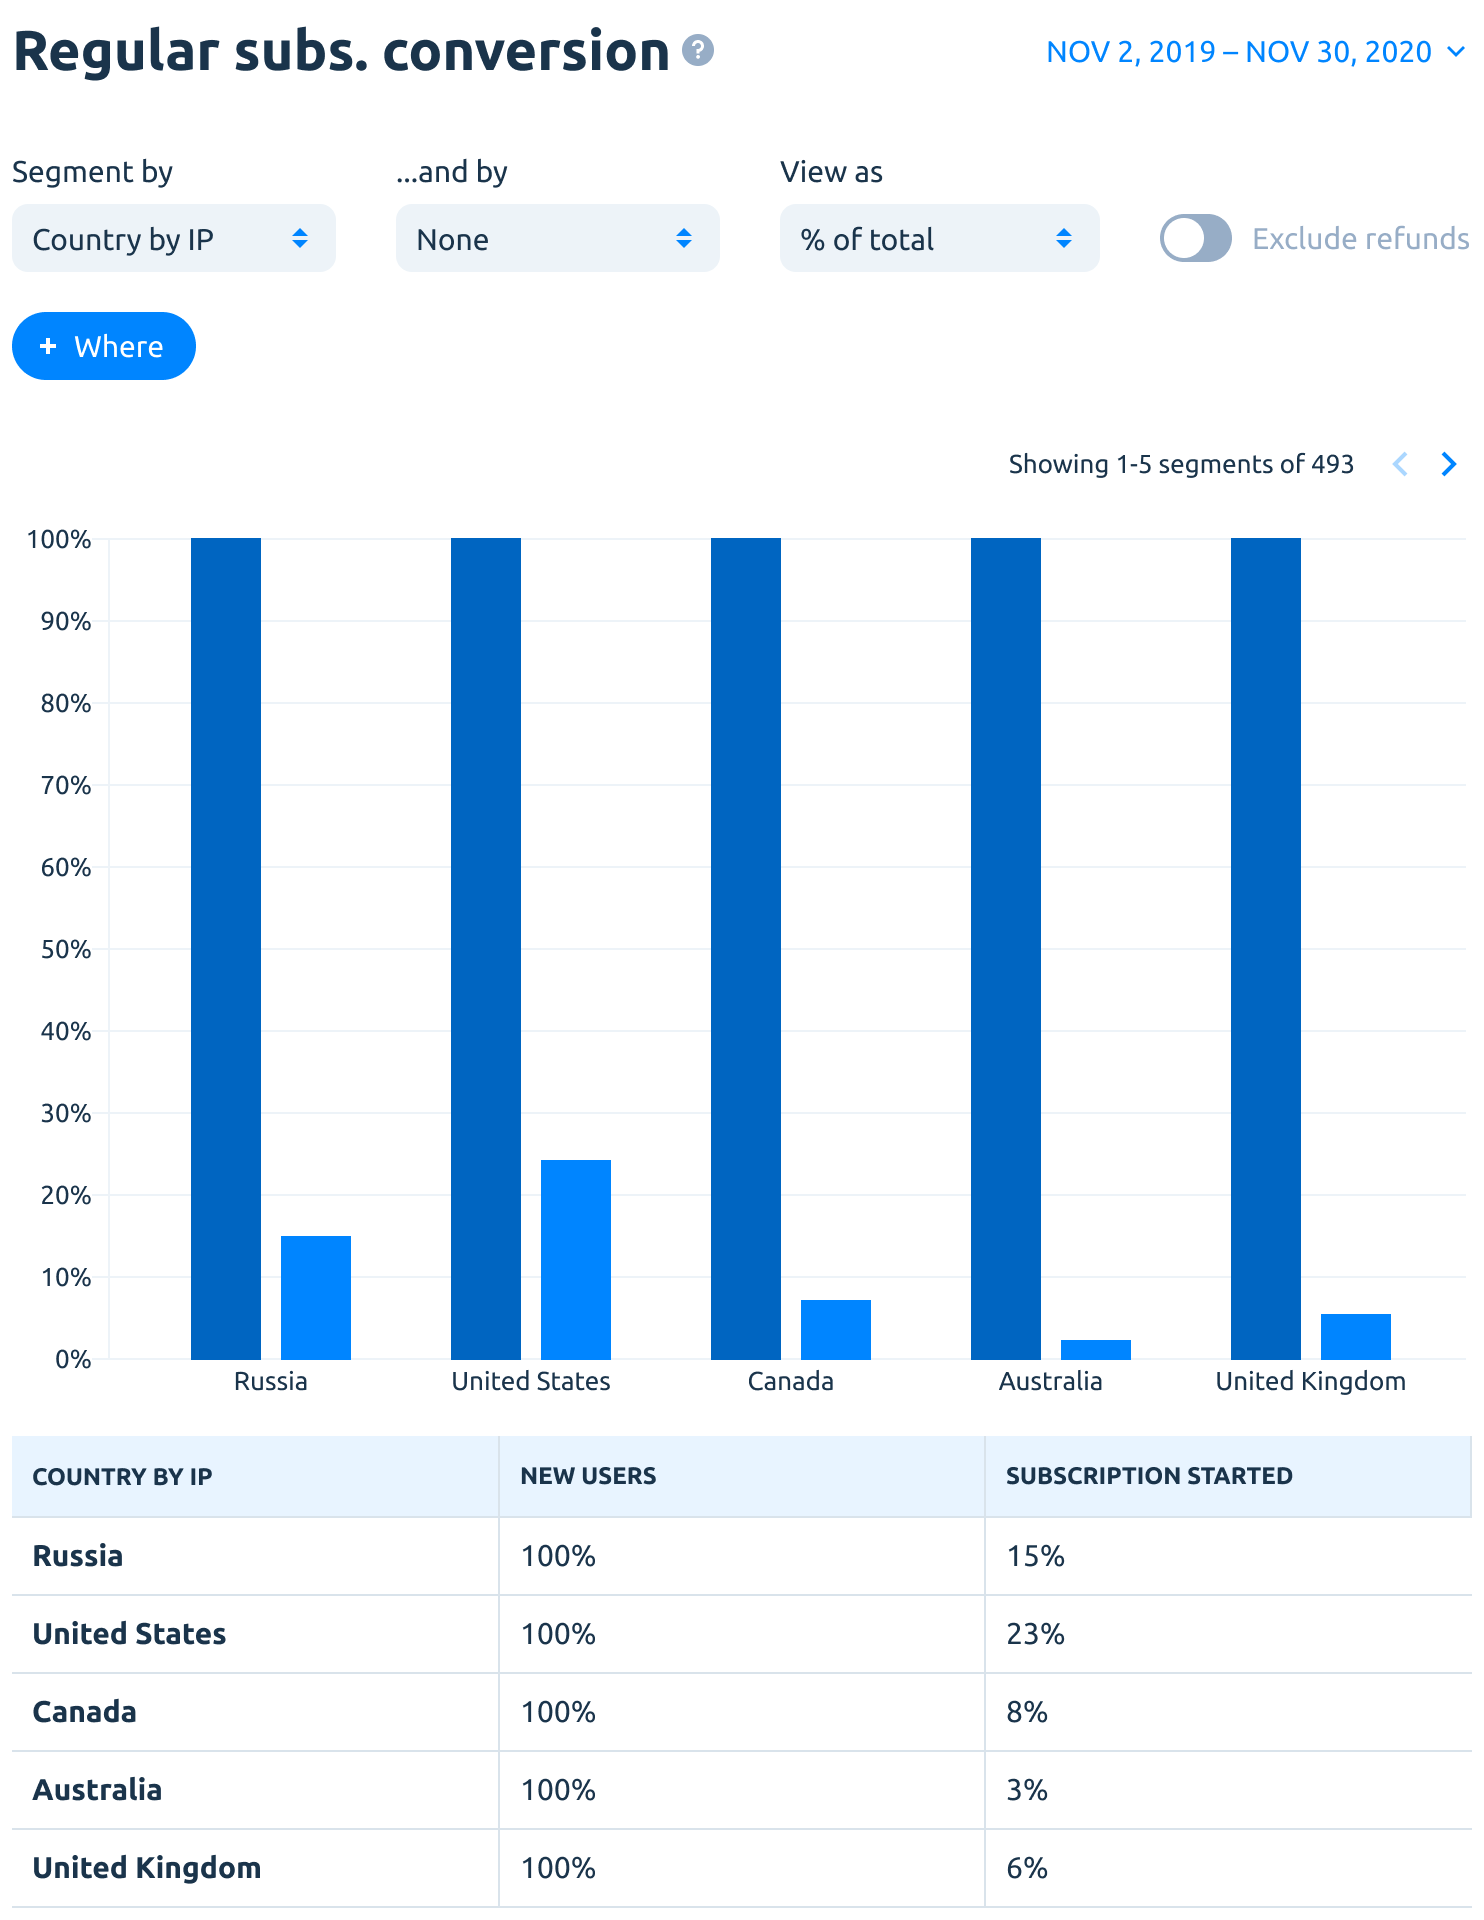 Regular subs. conversion ?
NOV 2, 2019 – NOV 30, 2020
Segment by ...and by View as
Country by IP None % of total Exclude refunds
+ Where
Showing 1-5 segments of 493
100%
90%
80%
70%
60%
50%
40%
30%
20%
10%
0%
Russia United States Canada Australia United Kingdom
COUNTRY BY IP NEW USERS SUBSCRIPTION STARTED
Russia 100% 15%
United States 100% 23%
Canada 100% 8%
Australia 100% 3%
United Kingdom 100% 6%